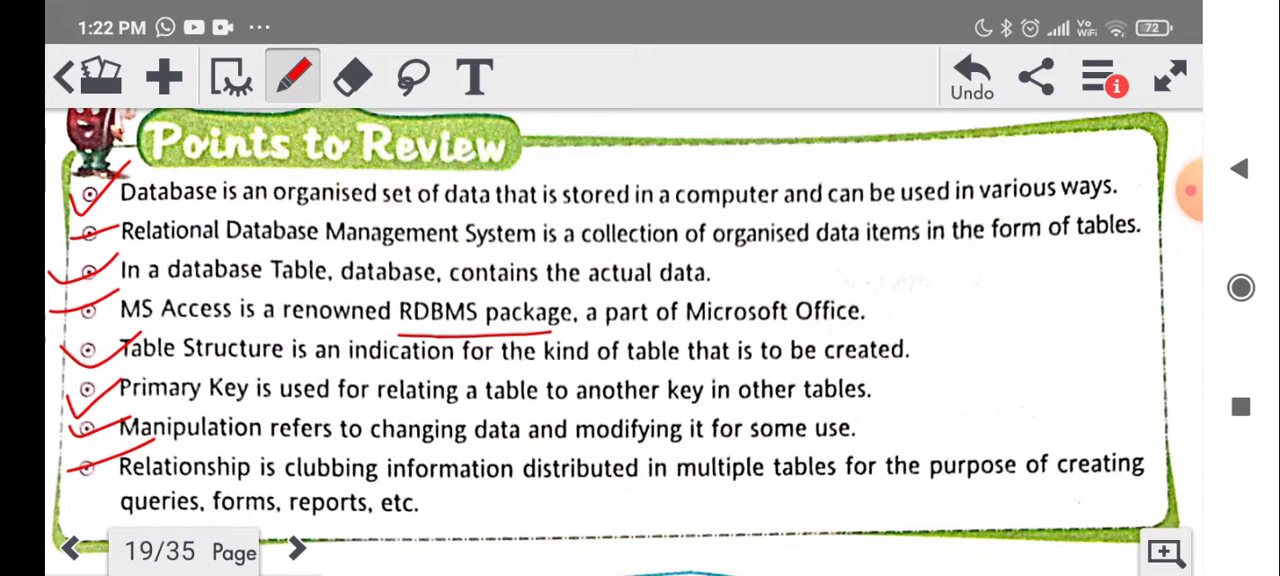 1:22 PM ... Vo WiFi 72
T
Undo
i
Points to Review
Database is an organised set of data that is stored in a computer and can be used in various ways.
Relational Database Management System is a collection of organised data items in the form of tables.
In a database Table, database, contains the actual data.
MS Access is a renowned RDBMS package, a part of Microsoft Office.
Table Structure is an indication for the kind of table that is to be created.
Primary Key is used for relating a table to another key in other tables.
Manipulation refers to changing data and modifying it for some use.
Relationship is clubbing information distributed in multiple tables for the purpose of creating
queries, forms, reports, etc.
19/35 Page